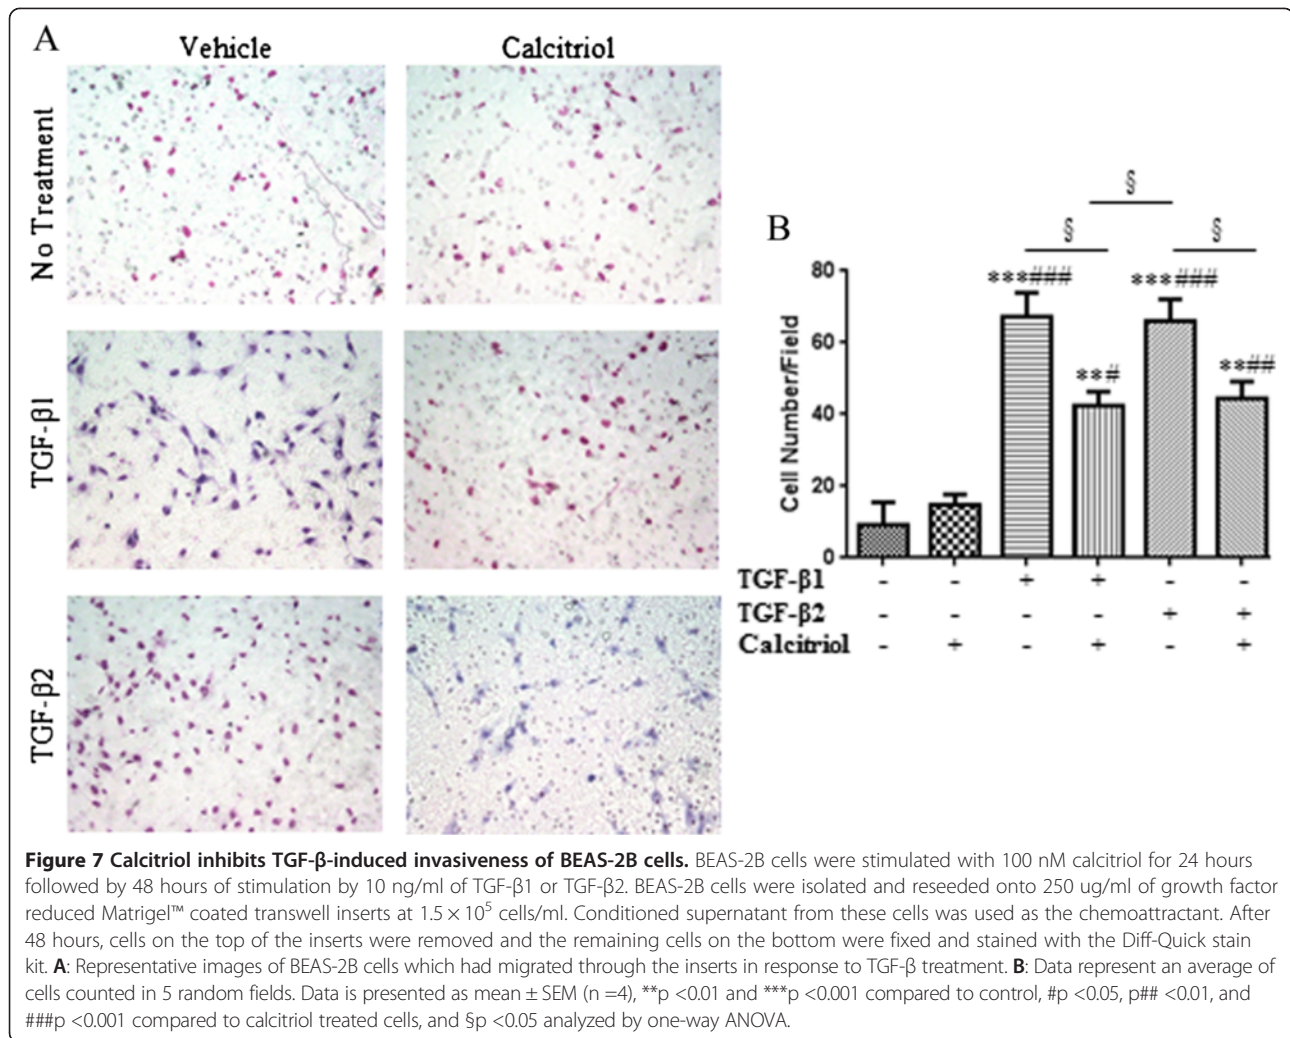 A
Vehicle Calcitriol
No Treatment
TGF-β1
TGF-β2
B
§
§ §
***### ***###
**# **##
Cell Number/Field
80
60
40
20
0
TGF-β1 - - + + - -
TGF-β2 - - - - + +
Calcitriol - + - + - +
Figure 7 Calcitriol inhibits TGF-β-induced invasiveness of BEAS-2B cells. BEAS-2B cells were stimulated with 100 nM calcitriol for 24 hours
followed by 48 hours of stimulation by 10 ng/ml of TGF-β1 or TGF-β2. BEAS-2B cells were isolated and reseeded onto 250 ug/ml of growth factor
reduced Matrigel™ coated transwell inserts at 1.5 × 10⁵ cells/ml. Conditioned supernatant from these cells was used as the chemoattractant. After
48 hours, cells on the top of the inserts were removed and the remaining cells on the bottom were fixed and stained with the Diff-Quick stain
kit. A: Representative images of BEAS-2B cells which had migrated through the inserts in response to TGF-β treatment. B: Data represent an average of
cells counted in 5 random fields. Data is presented as mean ± SEM (n =4), **p <0.01 and ***p <0.001 compared to control, #p <0.05, p## <0.01, and
###p <0.001 compared to calcitriol treated cells, and §p <0.05 analyzed by one-way ANOVA.